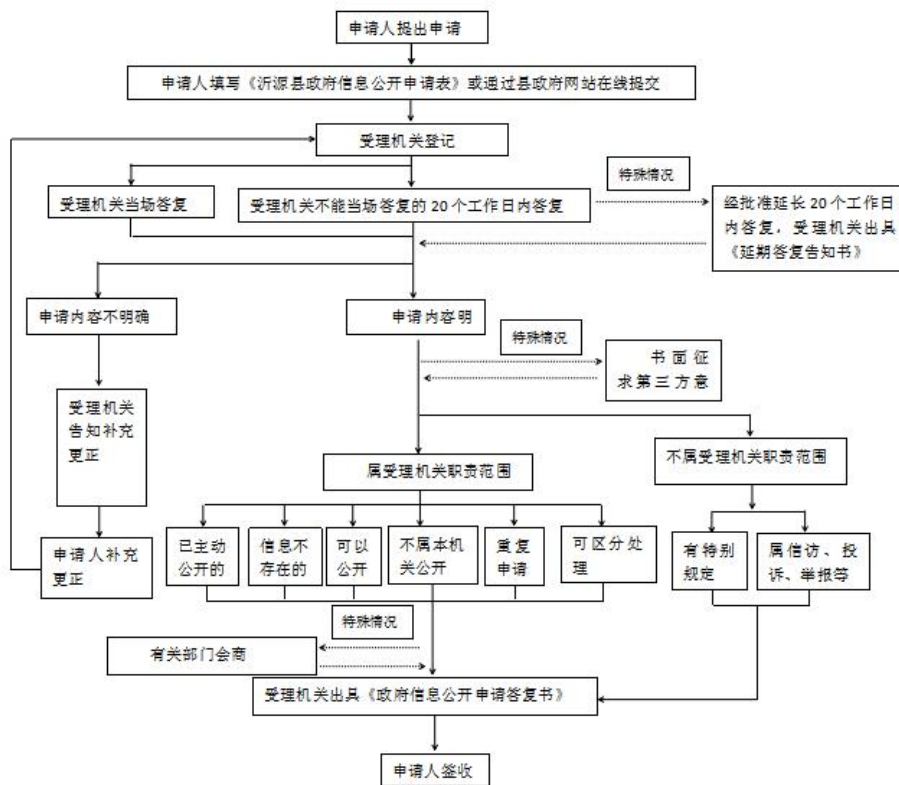 申请人提出申请
申请人填写《沂源县政府信息公开申请表》或通过县政府网站在线提交
受理机关登记
特殊情况
受理机关当场答复
受理机关不能当场答复的20个工作日内答复
经批准延长20个工作日
内答复，受理机关出具
《延期答复告知书》
申请内容不明确
申请内容明
特殊情况
书面征
求第三方意
受理机关
告知补充
更正
属受理机关职责范围
不属受理机关职责范围
已主动
公开的
信息不
存在的
可以
公开
不属本机
关公开
重复
申请
可区分处
理
有特别
规定
属信访、投
诉、举报等
申请人补充
更正
特殊情况
有关部门会商
受理机关出具《政府信息公开申请答复书》
申请人签收